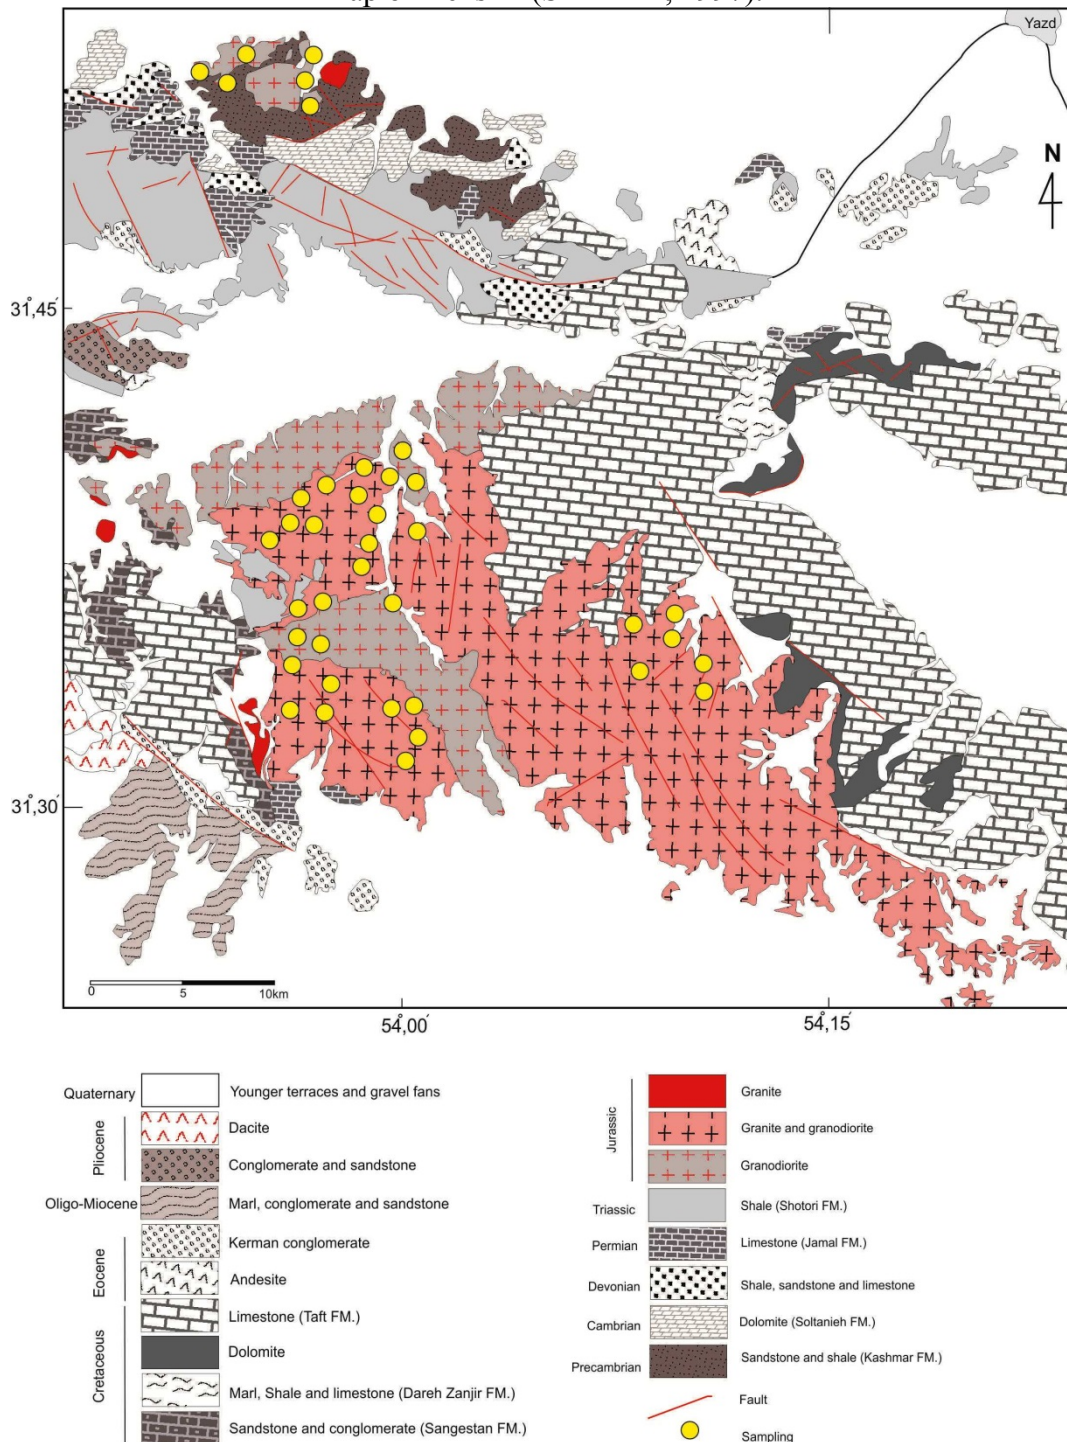 Yazd
N
31°,45′
31°,30′
0 5 10km
54°,00′
54°,15′
Quaternary
Younger terraces and gravel fans
Pliocene
Dacite
Conglomerate and sandstone
Oligo-Miocene
Marl, conglomerate and sandstone
Eocene
Kerman conglomerate
Andesite
Cretaceous
Limestone (Taft FM.)
Dolomite
Marl, Shale and limestone (Dareh Zanjir FM.)
Sandstone and conglomerate (Sangestan FM.)
Jurassic
Granite
Granite and granodiorite
Granodiorite
Triassic
Shale (Shotori FM.)
Permian
Limestone (Jamal FM.)
Devonian
Shale, sandstone and limestone
Cambrian
Dolomite (Soltanieh FM.)
Precambrian
Sandstone and shale (Kashmar FM.)
Fault
Sampling